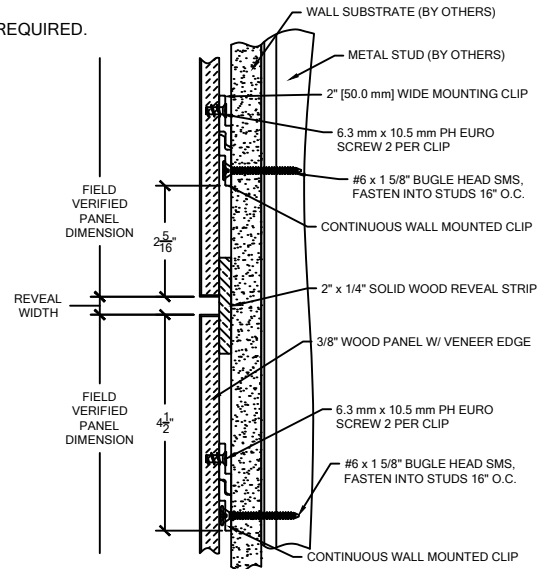 REQUIRED.
WALL SUBSTRATE (BY OTHERS)
METAL STUD (BY OTHERS)
2" [50.0 mm] WIDE MOUNTING CLIP
6.3 mm x 10.5 mm PH EURO
SCREW 2 PER CLIP
#6 x 1 5/8" BUGLE HEAD SMS,
FASTEN INTO STUDS 16" O.C.
FIELD
VERIFIED
PANEL
DIMENSION
2 5/16"
CONTINUOUS WALL MOUNTED CLIP
REVEAL
WIDTH
2" x 1/4" SOLID WOOD REVEAL STRIP
3/8" WOOD PANEL W/ VENEER EDGE
FIELD
VERIFIED
PANEL
DIMENSION
4 1/2"
6.3 mm x 10.5 mm PH EURO
SCREW 2 PER CLIP
#6 x 1 5/8" BUGLE HEAD SMS,
FASTEN INTO STUDS 16" O.C.
CONTINUOUS WALL MOUNTED CLIP